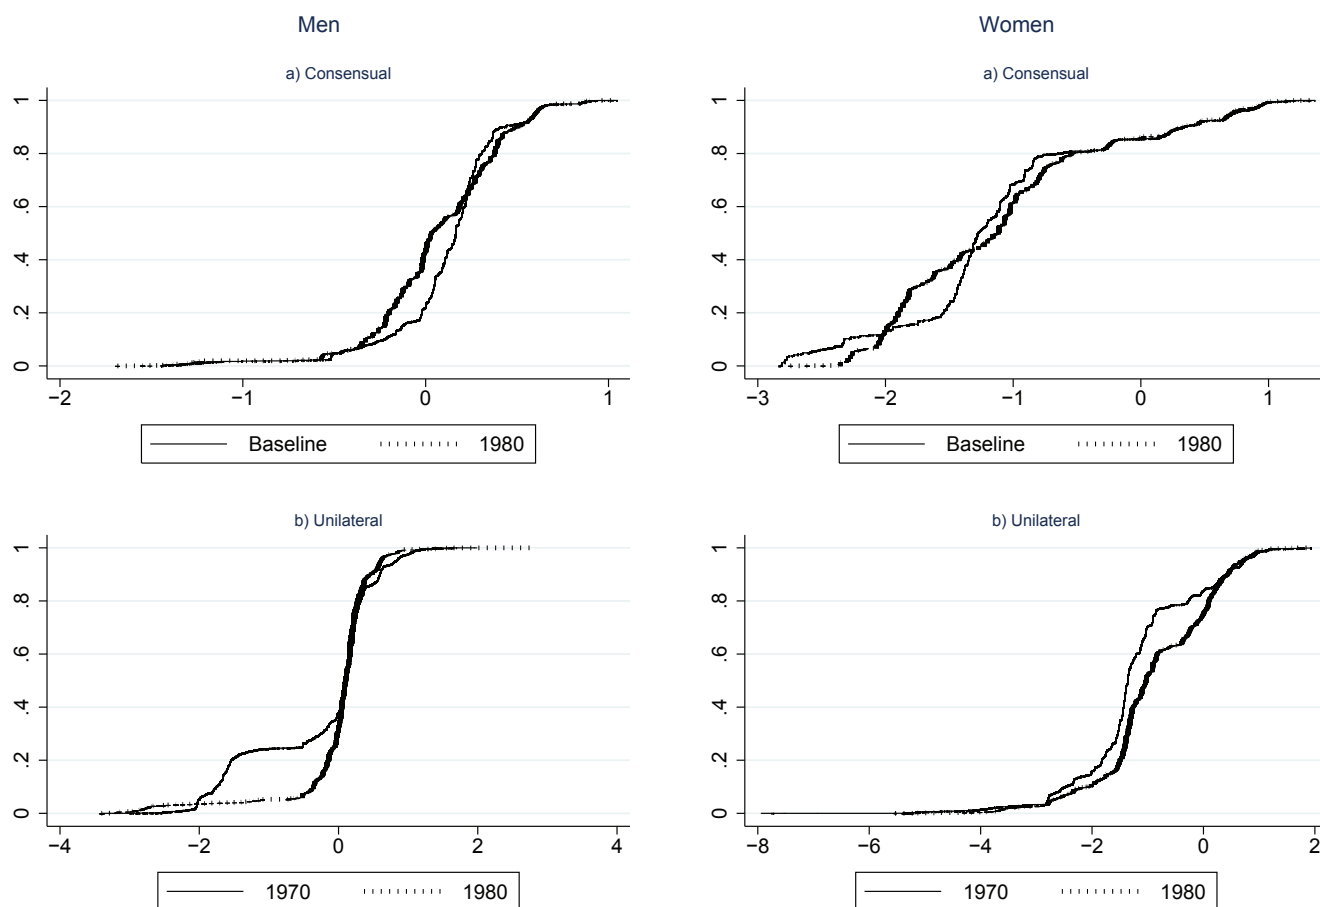 Men
a) Consensual
1
.8
.6
.4
.2
0
−2 −1 0 1
Baseline 1980
Women
a) Consensual
1
.8
.6
.4
.2
0
−3 −2 −1 0 1
Baseline 1980
b) Unilateral
1
.8
.6
.4
.2
0
−4 −2 0 2 4
1970 1980
b) Unilateral
1
.8
.6
.4
.2
0
−8 −6 −4 −2 0 2
1970 1980